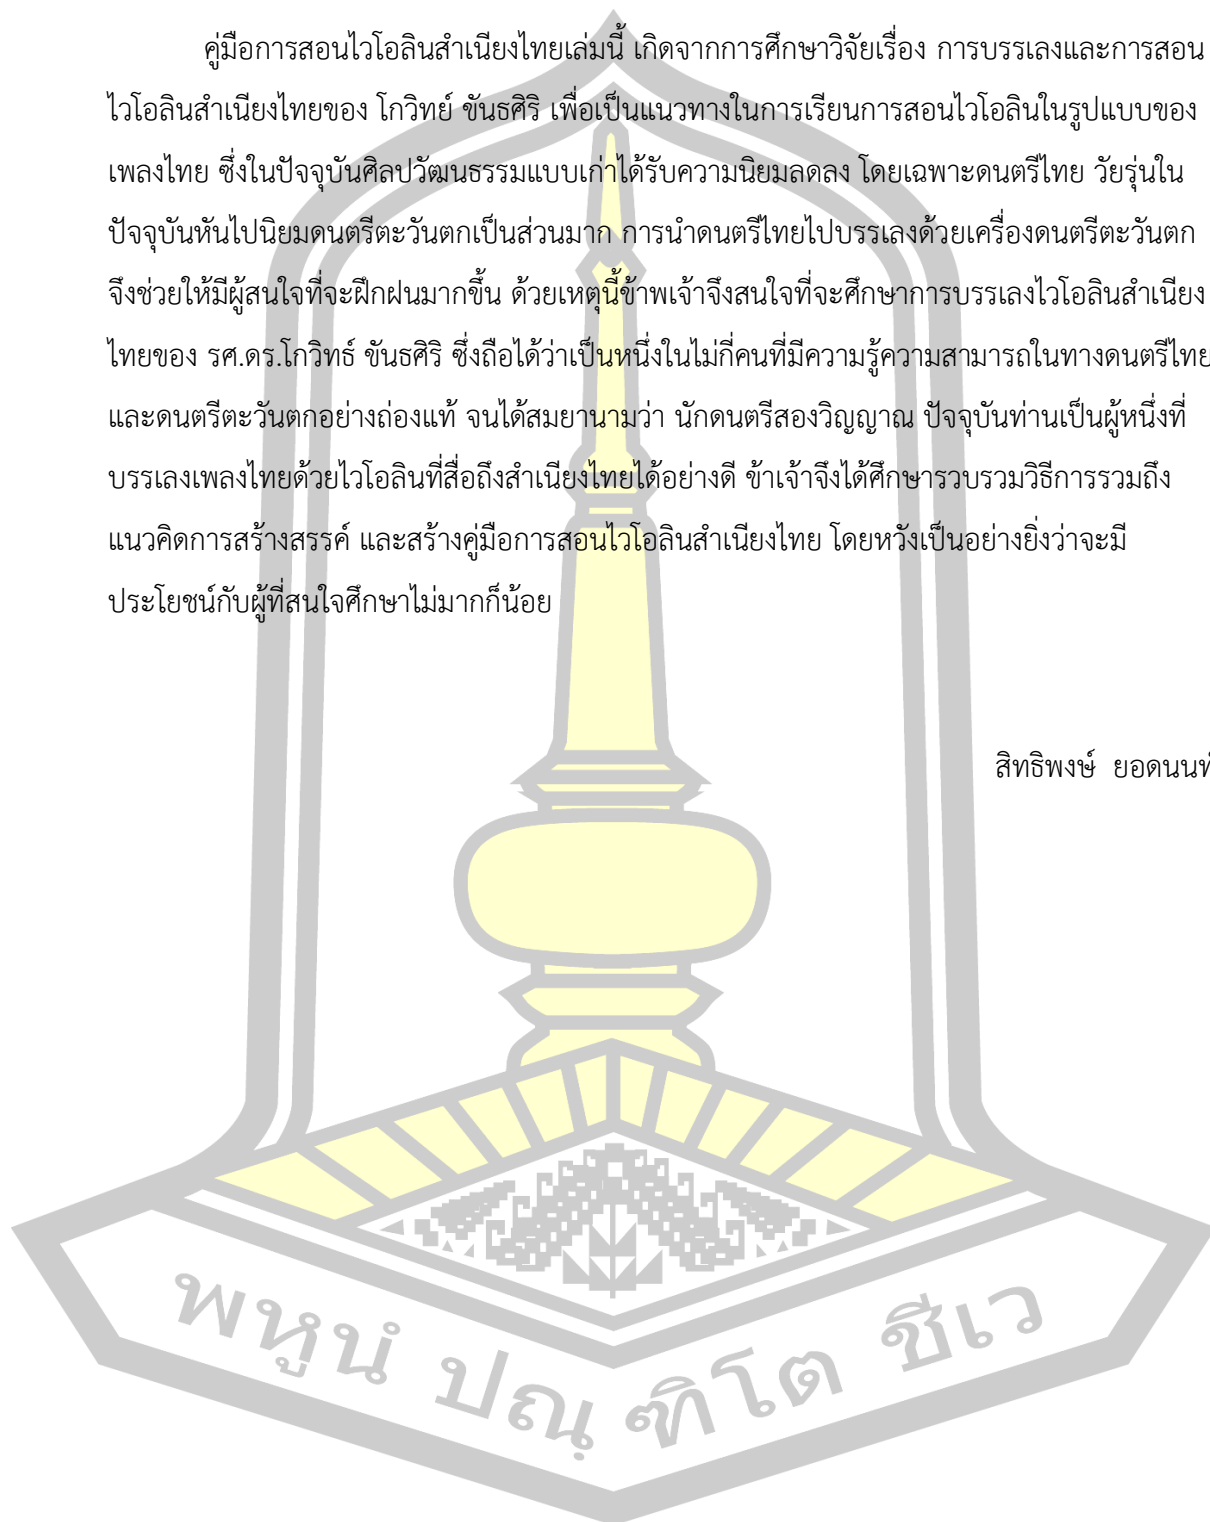 คู่มือการสอนไวโอลินสำเนียงไทยเล่มนี้ เกิดจากการศึกษาวิจัยเรื่อง การบรรเลงและการสอน
ไวโอลินสำเนียงไทยของ โกวิทย์ ขันธศิริ เพื่อเป็นแนวทางในการเรียนการสอนไวโอลินในรูปแบบของ
เพลงไทย ซึ่งในปัจจุบันศิลปวัฒนธรรมแบบเก่าได้รับความนิยมลดลง โดยเฉพาะดนตรีไทย วัยรุ่นใน
ปัจจุบันหันไปนิยมดนตรีตะวันตกเป็นส่วนมาก การนำดนตรีไทยไปบรรเลงด้วยเครื่องดนตรีตะวันตก
จึงช่วยให้มีผู้สนใจที่จะฝึกฝนมากขึ้น ด้วยเหตุนี้ข้าพเจ้าจึงสนใจที่จะศึกษาการบรรเลงไวโอลินสำเนียง
ไทยของ รศ.ดร.โกวิทธ์ ขันธศิริ ซึ่งถือได้ว่าเป็นหนึ่งในไม่กี่คนที่มีความรู้ความสามารถในทางดนตรีไทย
และดนตรีตะวันตกอย่างถ่องแท้ จนได้สมยานามว่า นักดนตรีสองวิญญาณ ปัจจุบันท่านเป็นผู้หนึ่งที่
บรรเลงเพลงไทยด้วยไวโอลินที่สื่อถึงสำเนียงไทยได้อย่างดี ข้าเจ้าจึงได้ศึกษารวบรวมวิธีการรวมถึง
แนวคิดการสร้างสรรค์ และสร้างคู่มือการสอนไวโอลินสำเนียงไทย โดยหวังเป็นอย่างยิ่งว่าจะมี
ประโยชน์กับผู้ที่สนใจศึกษาไม่มากก็น้อย
สิทธิพงษ์ ยอดนนท์
พหูนํ ปณฺฑิโต ชีเว